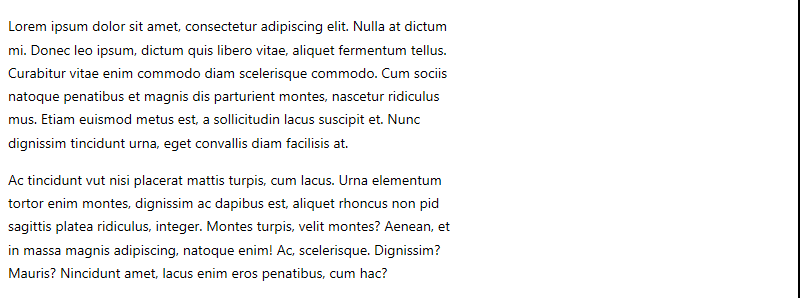 Lorem ipsum dolor sit amet, consectetur adipiscing elit. Nulla at dictum
mi. Donec leo ipsum, dictum quis libero vitae, aliquet fermentum tellus.
Curabitur vitae enim commodo diam scelerisque commodo. Cum sociis
natoque penatibus et magnis dis parturient montes, nascetur ridiculus
mus. Etiam euismod metus est, a sollicitudin lacus suscipit et. Nunc
dignissim tincidunt urna, eget convallis diam facilisis at.
Ac tincidunt vut nisi placerat mattis turpis, cum lacus. Urna elementum
tortor enim montes, dignissim ac dapibus est, aliquet rhoncus non pid
sagittis platea ridiculus, integer. Montes turpis, velit montes? Aenean, et
in massa magnis adipiscing, natoque enim! Ac, scelerisque. Dignissim?
Mauris? Nincidunt amet, lacus enim eros penatibus, cum hac?